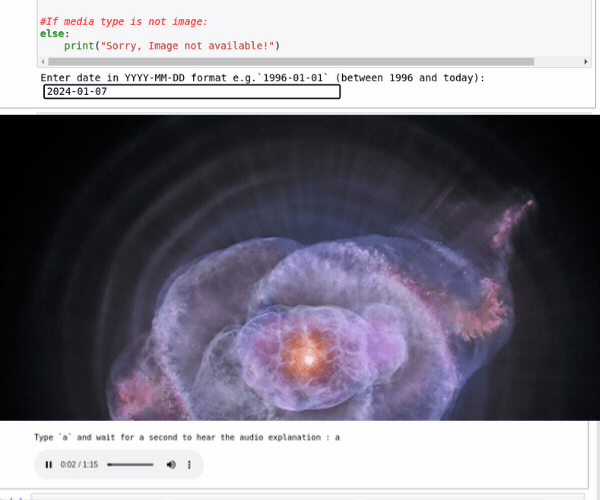 #If media type is not image:
else:
    print("Sorry, Image not available!")
Enter date in YYYY-MM-DD format e.g.`1996-01-01` (between 1996 and today):
2024-01-07
Type `a` and wait for a second to hear the audio explanation : a
0:02 / 1:15